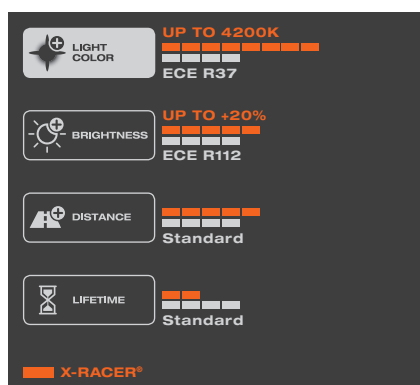 UP TO 4200K
LIGHT
COLOR
ECE R37
UP TO +20%
BRIGHTNESS
ECE R112
DISTANCE
Standard
LIFETIME
Standard
X-RACER®